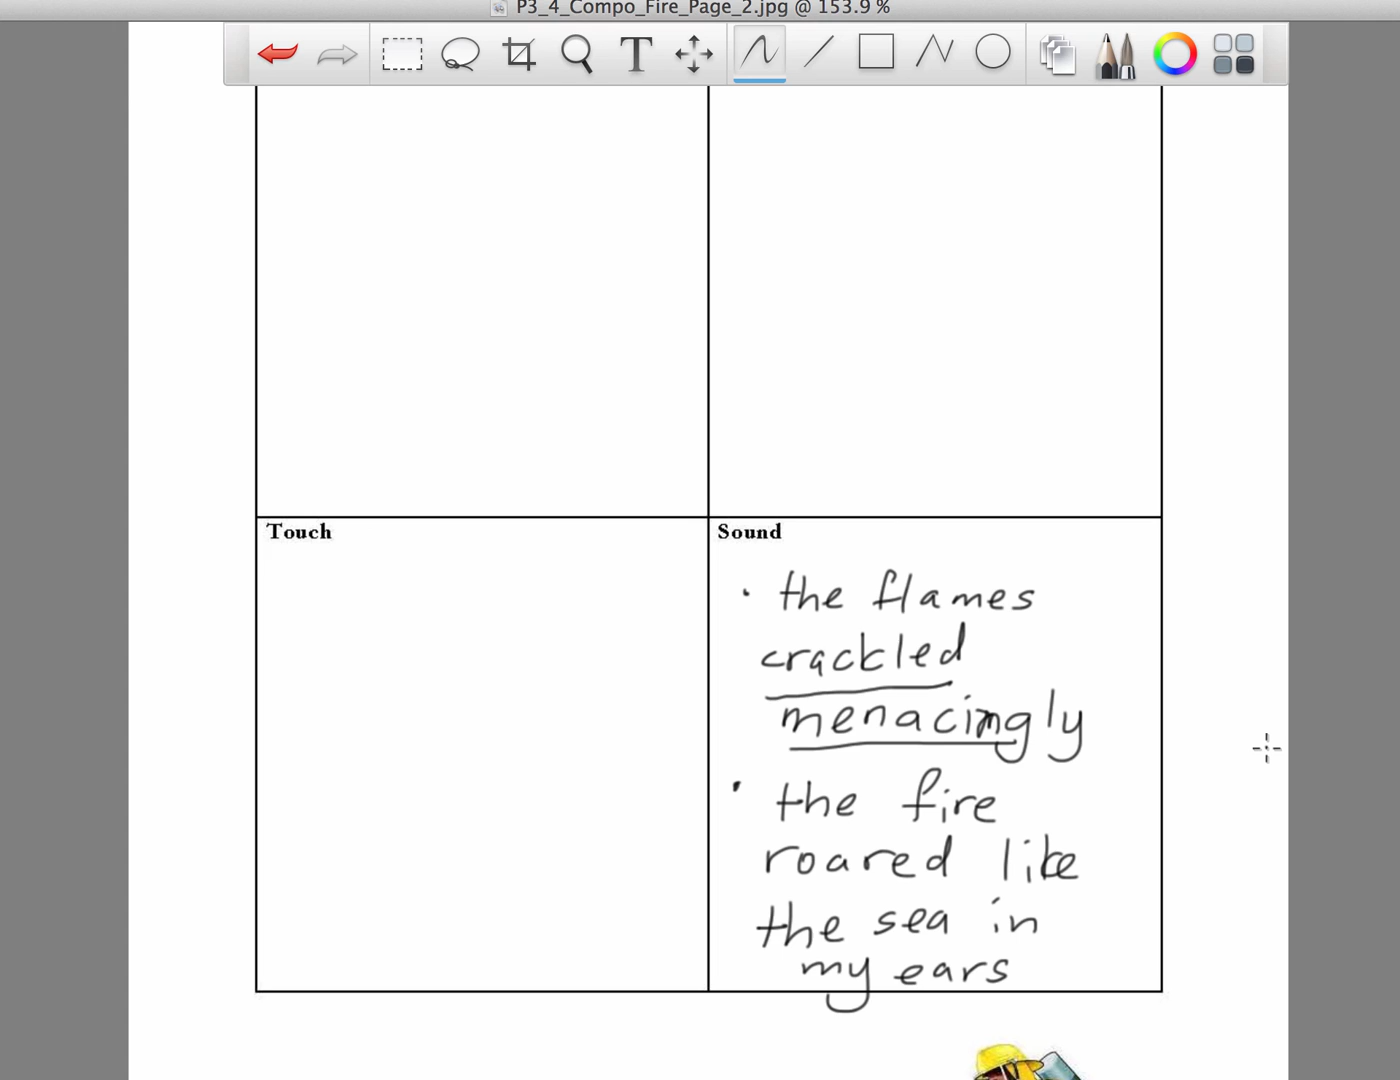 P3_4_Compo_Fire_Page_2.jpg @ 153.9 %
T
Touch
Sound
· the flames
crackled
menacingly
· the fire
roared like
the sea in
my ears